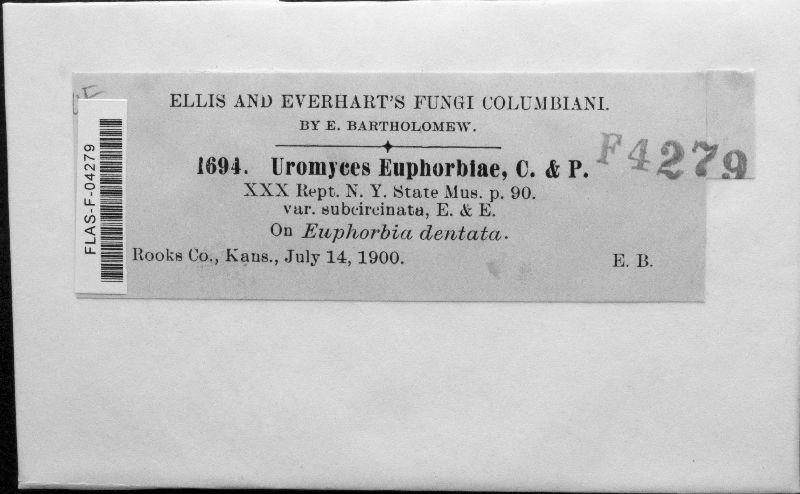 ELLIS AND EVERHART'S FUNGI COLUMBIANI.
BY E. BARTHOLOMEW.
1694. Uromyces Euphorbiae, C. & P.
XXX Rept. N. Y. State Mus. p. 90.
var. subcircinata, E. & E.
On Euphorbia dentata.
Rooks Co., Kans., July 14, 1900. E. B.
F4279
FLAS-F-04279